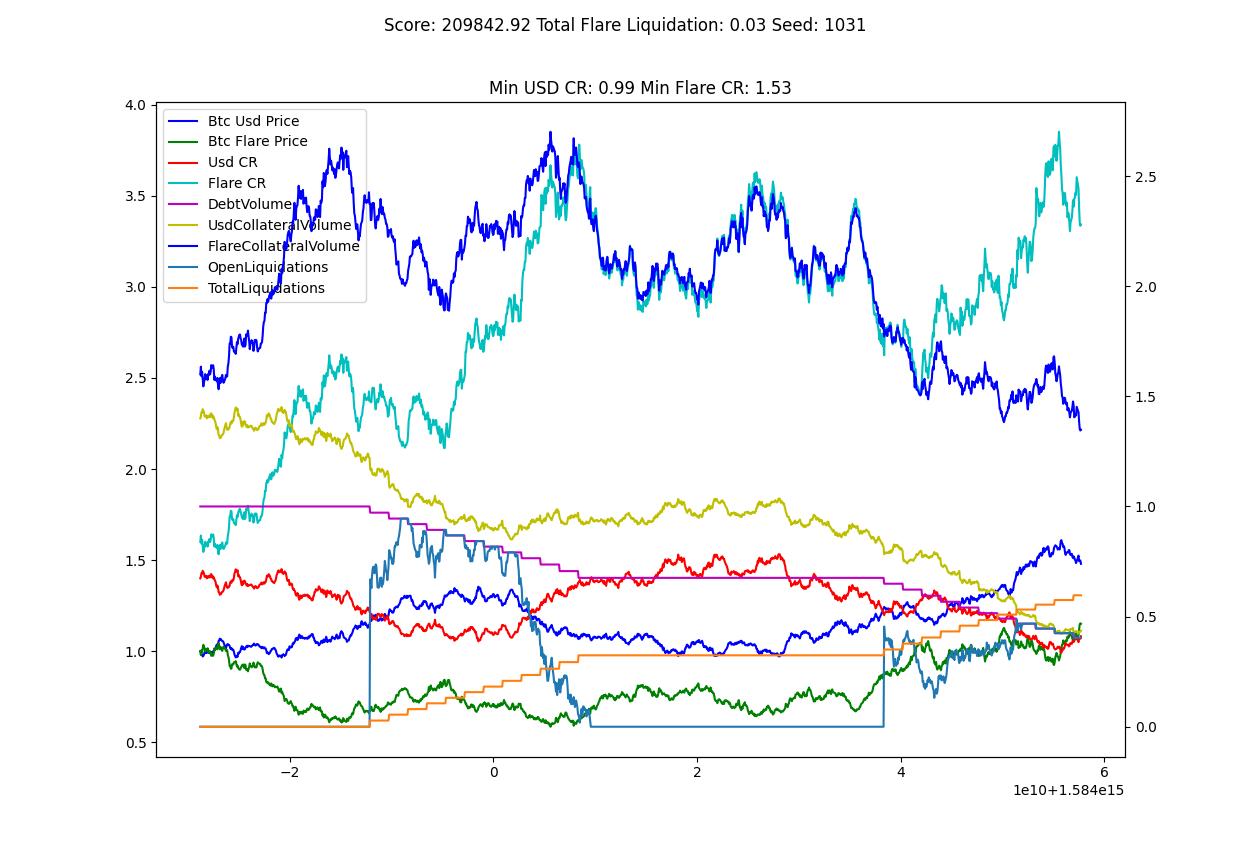 Score: 209842.92 Total Flare Liquidation: 0.03 Seed: 1031
Min USD CR: 0.99 Min Flare CR: 1.53
Btc Usd Price
Btc Flare Price
Usd CR
Flare CR
DebtVolume
UsdCollateralVolume
FlareCollateralVolume
OpenLiquidations
TotalLiquidations
4.0
3.5
3.0
2.5
2.0
1.5
1.0
0.5
2.5
2.0
1.5
1.0
0.5
0.0
−2 0 2 4 6
1e10+1.584e15